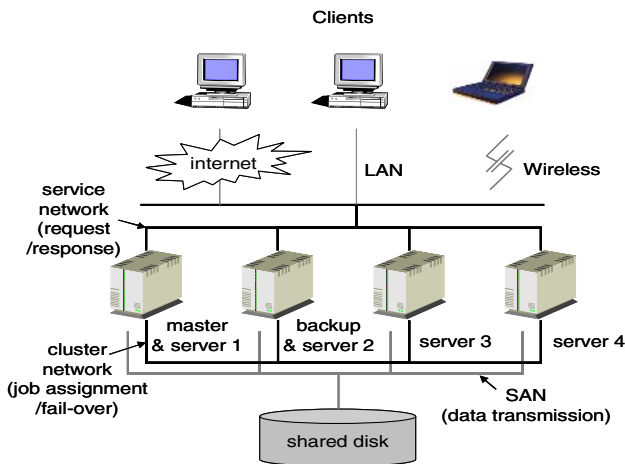 Clients
internet
LAN
Wireless
service
network
(request
/response)
master
& server 1
backup
& server 2
server 3
server 4
cluster
network
(job assignment
/fail-over)
SAN
(data transmission)
shared disk